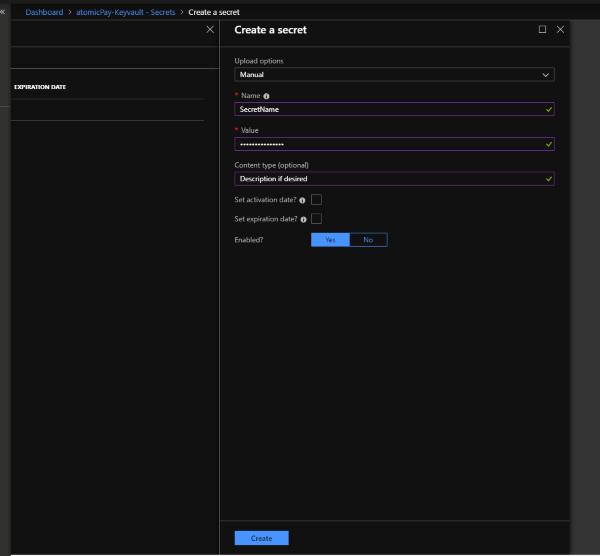 « Dashboard > atomicPay-Keyvault - Secrets > Create a secret
Create a secret
EXPIRATION DATE
Upload options
Manual
* Name
SecretName
* Value
•••••••••••••••
Content type (optional)
Description if desired
Set activation date?
Set expiration date?
Enabled? Yes No
Create